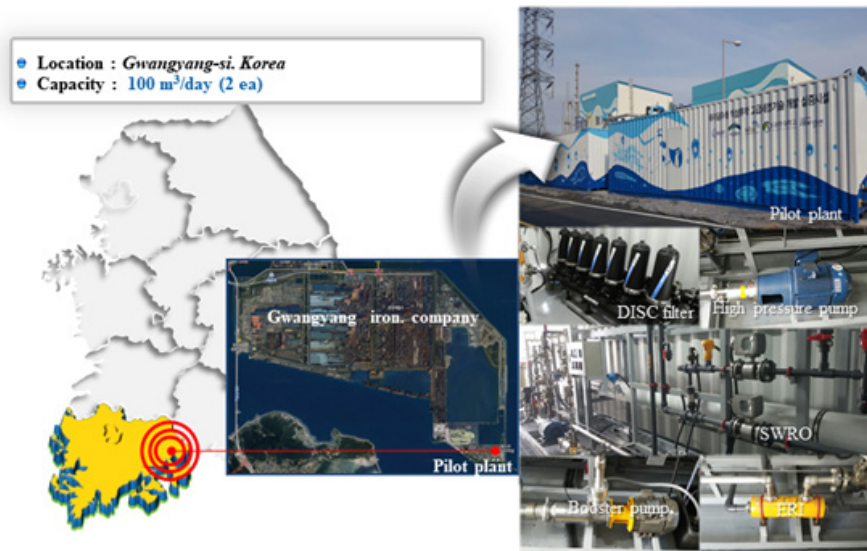 Location : Gwangyang-si. Korea
Capacity : 100 m³/day (2 ea)
Gwangyang iron. company
Pilot plant
Pilot plant
DISC filter
High pressure pump
SWRO
Booster pump
ERI